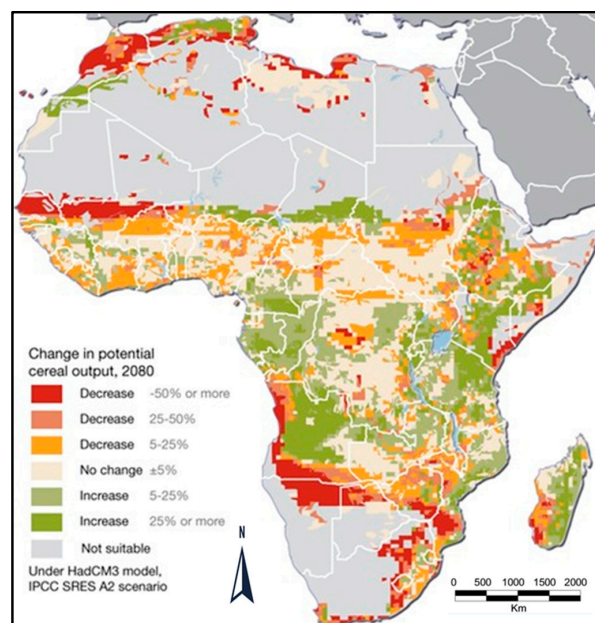 Change in potential
cereal output, 2080
Decrease -50% or more
Decrease 25-50%
Decrease 5-25%
No change ±5%
Increase 5-25%
Increase 25% or more
Not suitable
Under HadCM3 model,
IPCC SRES A2 scenario
N
0 500 1000 1500 2000
Km